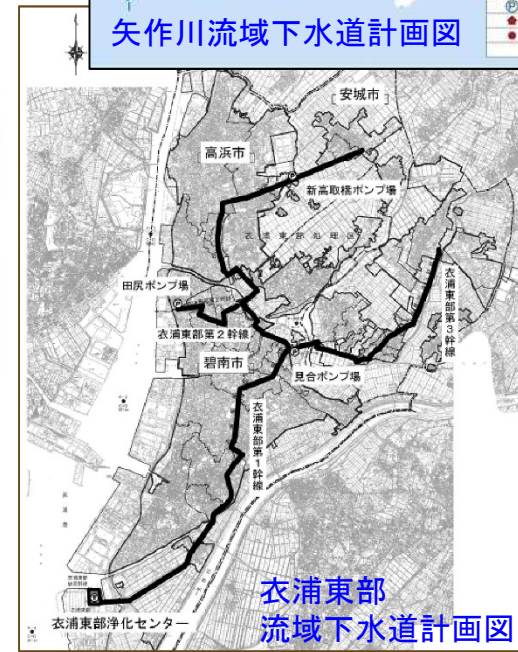 矢作川流域下水道計画図
安城市
高浜市
新高取橋ポンプ場
衣浦東部処理区
田尻ポンプ場
衣浦東部第2幹線
碧南市
見合ポンプ場
衣浦東部第3幹線
衣浦東部第1幹線
衣浦東部浄化センター
衣浦東部
流域下水道計画図